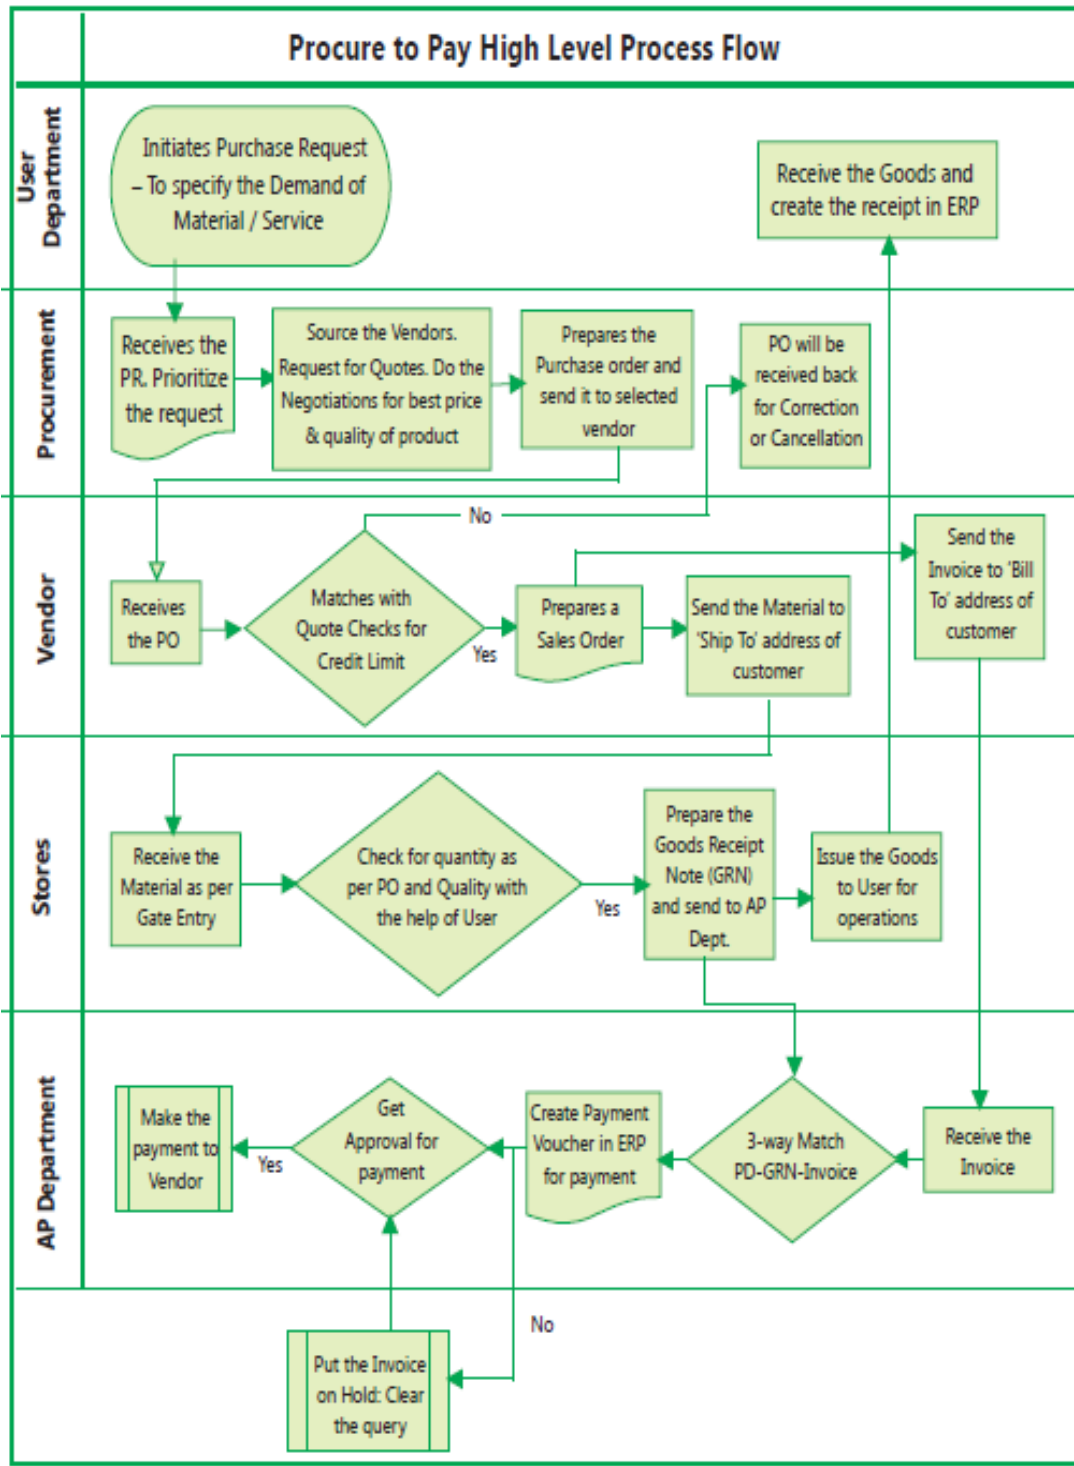 Procure to Pay High Level Process Flow
User
Department
Initiates Purchase Request
– To specify the Demand of
Material / Service
Receive the Goods and
create the receipt in ERP
Procurement
Receives the
PR. Prioritize
the request
Source the Vendors.
Request for Quotes. Do the
Negotiations for best price
& quality of product
Prepares the
Purchase order and
send it to selected
vendor
PO will be
received back
for Correction
or Cancellation
Vendor
Receives
the PO
Matches with
Quote Checks for
Credit Limit
No
Yes
Prepares a
Sales Order
Send the Material to
'Ship To' address of
customer
Send the
Invoice to 'Bill
To' address of
customer
Stores
Receive the
Material as per
Gate Entry
Check for quantity as
per PO and Quality with
the help of User
Yes
Prepare the
Goods Receipt
Note (GRN)
and send to AP
Dept.
Issue the Goods
to User for
operations
AP Department
Make the
payment to
Vendor
Yes
Get
Approval for
payment
Create Payment
Voucher in ERP
for payment
3-way Match
PD-GRN-Invoice
Receive the
Invoice
No
Put the Invoice
on Hold: Clear
the query